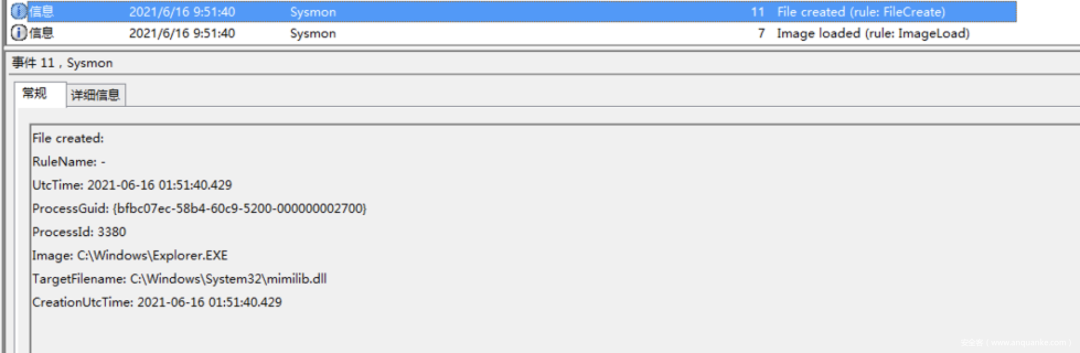 信息 2021/6/16 9:51:40 Sysmon 11 File created (rule: FileCreate)
信息 2021/6/16 9:51:40 Sysmon 7 Image loaded (rule: ImageLoad)
事件 11，Sysmon
常规 详细信息
File created:
RuleName: -
UtcTime: 2021-06-16 01:51:40.429
ProcessGuid: {bfbc07ec-58b4-60c9-5200-000000002700}
ProcessId: 3380
Image: C:\Windows\Explorer.EXE
TargetFilename: C:\Windows\System32\mimilib.dll
CreationUtcTime: 2021-06-16 01:51:40.429